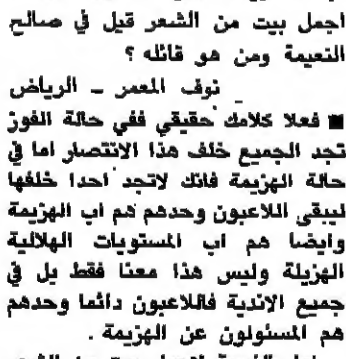 اجمل بيت من الشعر قيل في صالح
النعيمة ومن هو قائله ؟
نوف المعمر ــ الرياض
■ فعلا كلامك حقيقي ففي حالة الفوز
تجد الجميع خلف هذا الانتصار اما في
حالة الهزيمة فانك لاتجد احدا خلفها
ليبقى اللاعبون وحدهم هم اب الهزيمة
وايضا هم اب المستويات الهلالية
الهزيلة وليس هذا معنا فقط بل في
جميع الاندية فاللاعبون دائما وحدهم
هم المسئولون عن الهزيمة .